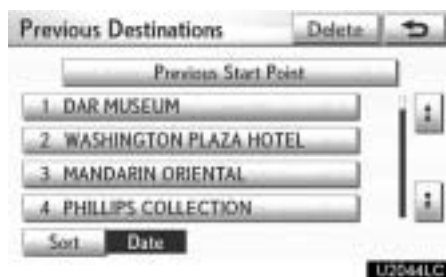 Previous Destinations Delete
Previous Start Point
1 DAR MUSEUM
2 WASHINGTON PLAZA HOTEL
3 MANDARIN ORIENTAL
4 PHILLIPS COLLECTION
Sort Date
U2044LC